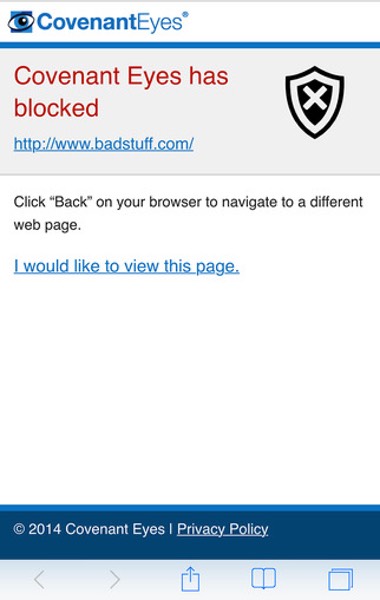 CovenantEyes®
Covenant Eyes has
blocked
http://www.badstuff.com/
Click “Back” on your browser to navigate to a different
web page.
I would like to view this page.
© 2014 Covenant Eyes | Privacy Policy